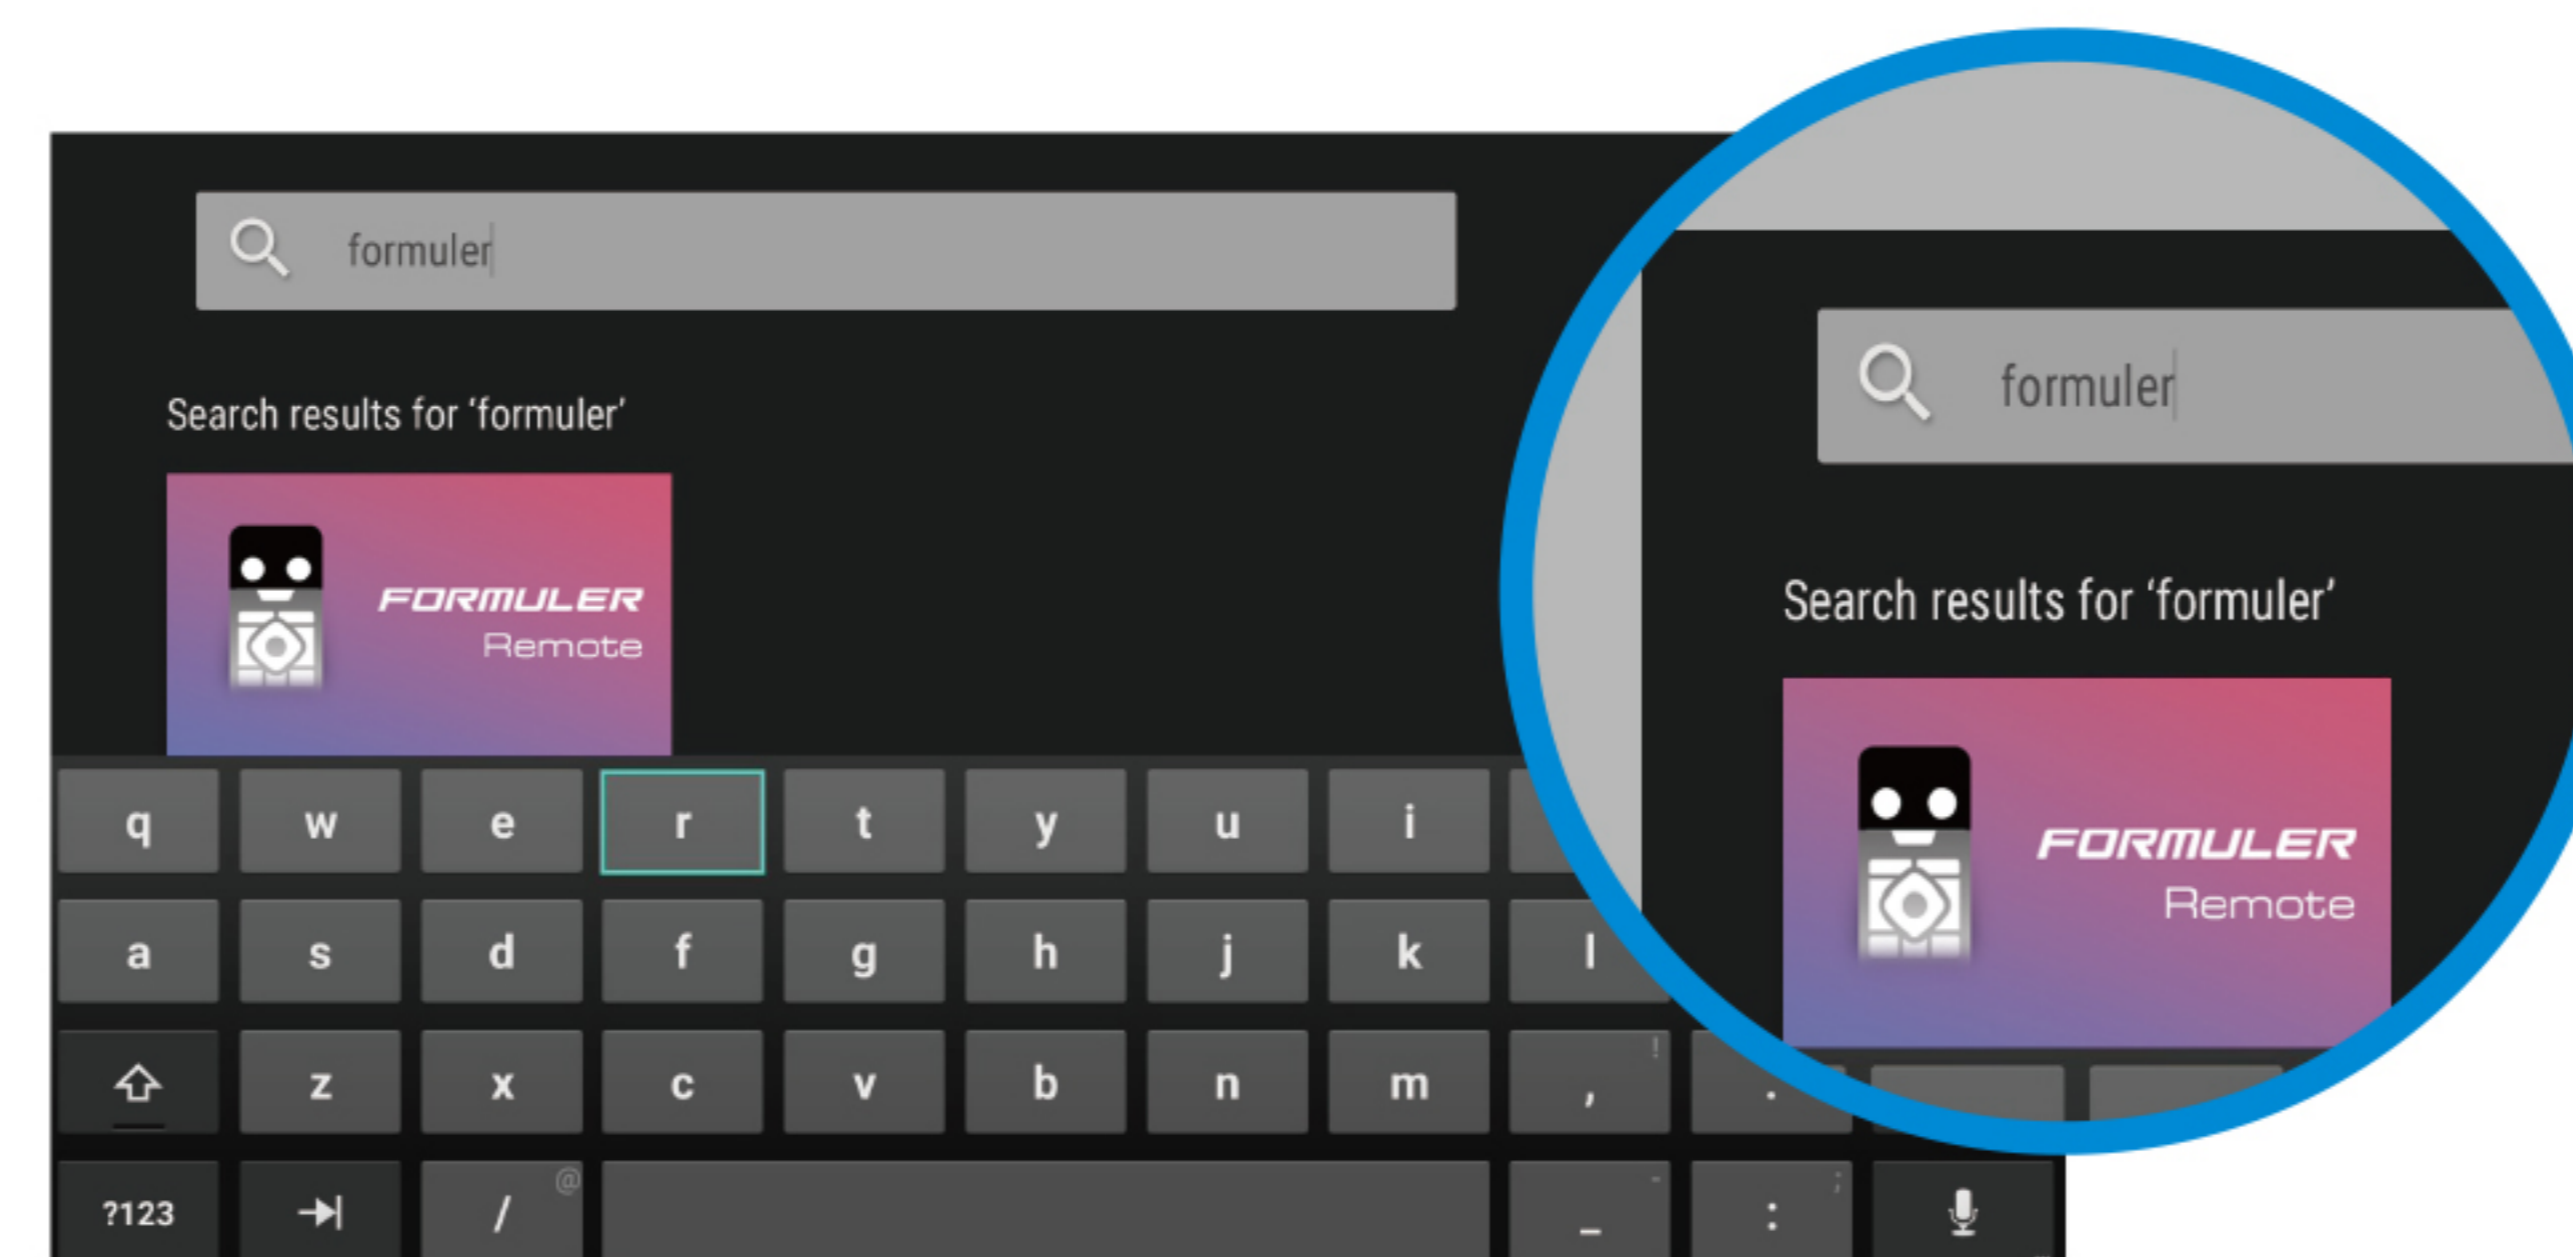 formuler
Search results for ‘formuler’
FORMULER
Remote
q w e r t y u i
a s d f g h j k l
z x c v b n m , ! .
?123 / @ _ - : ;
formuler
Search results for ‘formuler’
FORMULER
Remote